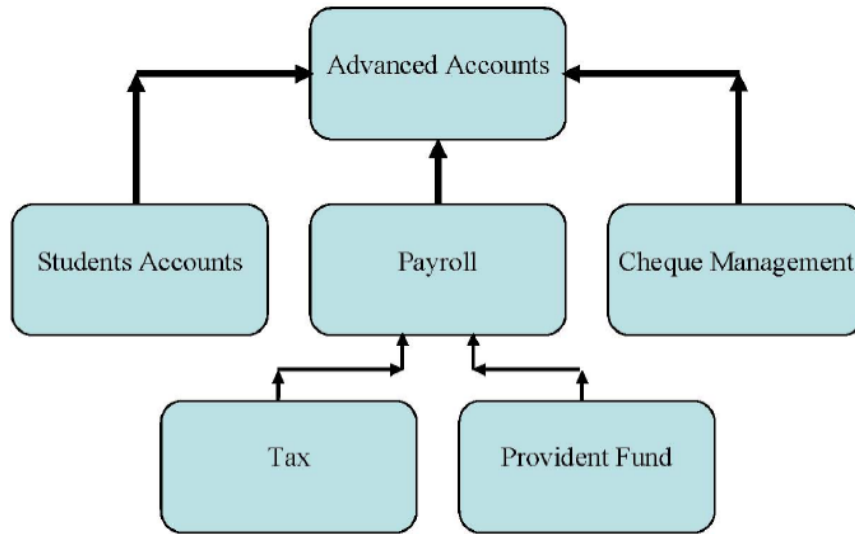 Advanced Accounts
Students Accounts
Payroll
Cheque Management
Tax
Provident Fund